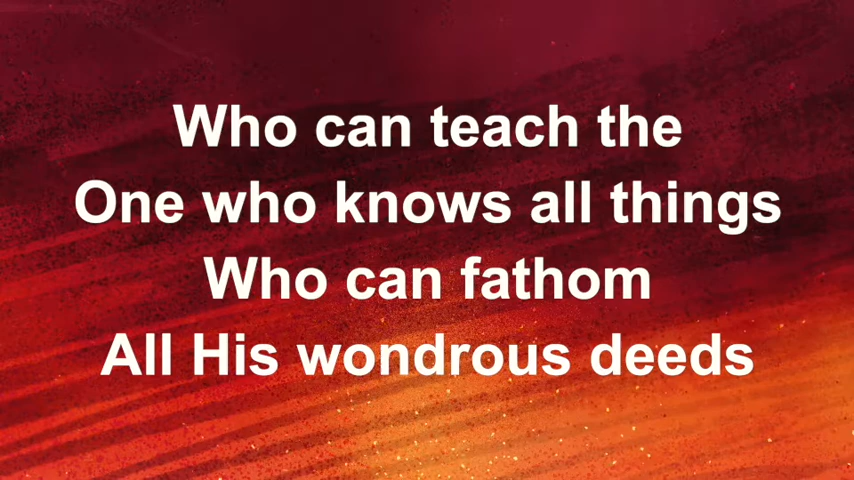 Who can teach the
One who knows all things
Who can fathom
All His wondrous deeds